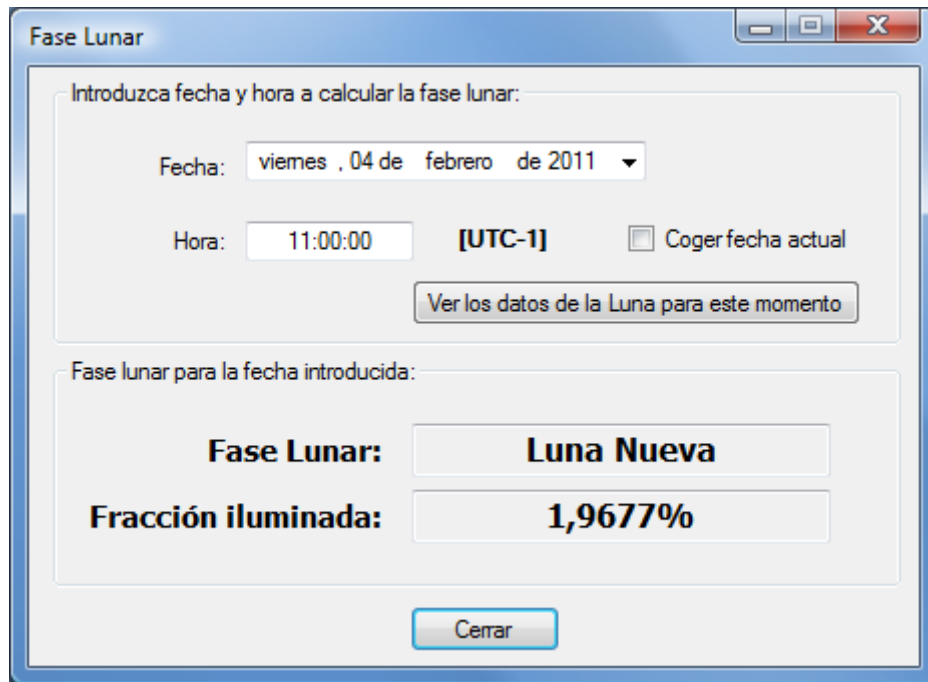 Fase Lunar
Introduzca fecha y hora a calcular la fase lunar:
Fecha: viernes , 04 de febrero de 2011
Hora: 11:00:00 [UTC-1] Coger fecha actual
Ver los datos de la Luna para este momento
Fase lunar para la fecha introducida:
Fase Lunar: Luna Nueva
Fracción iluminada: 1,9677%
Cerrar